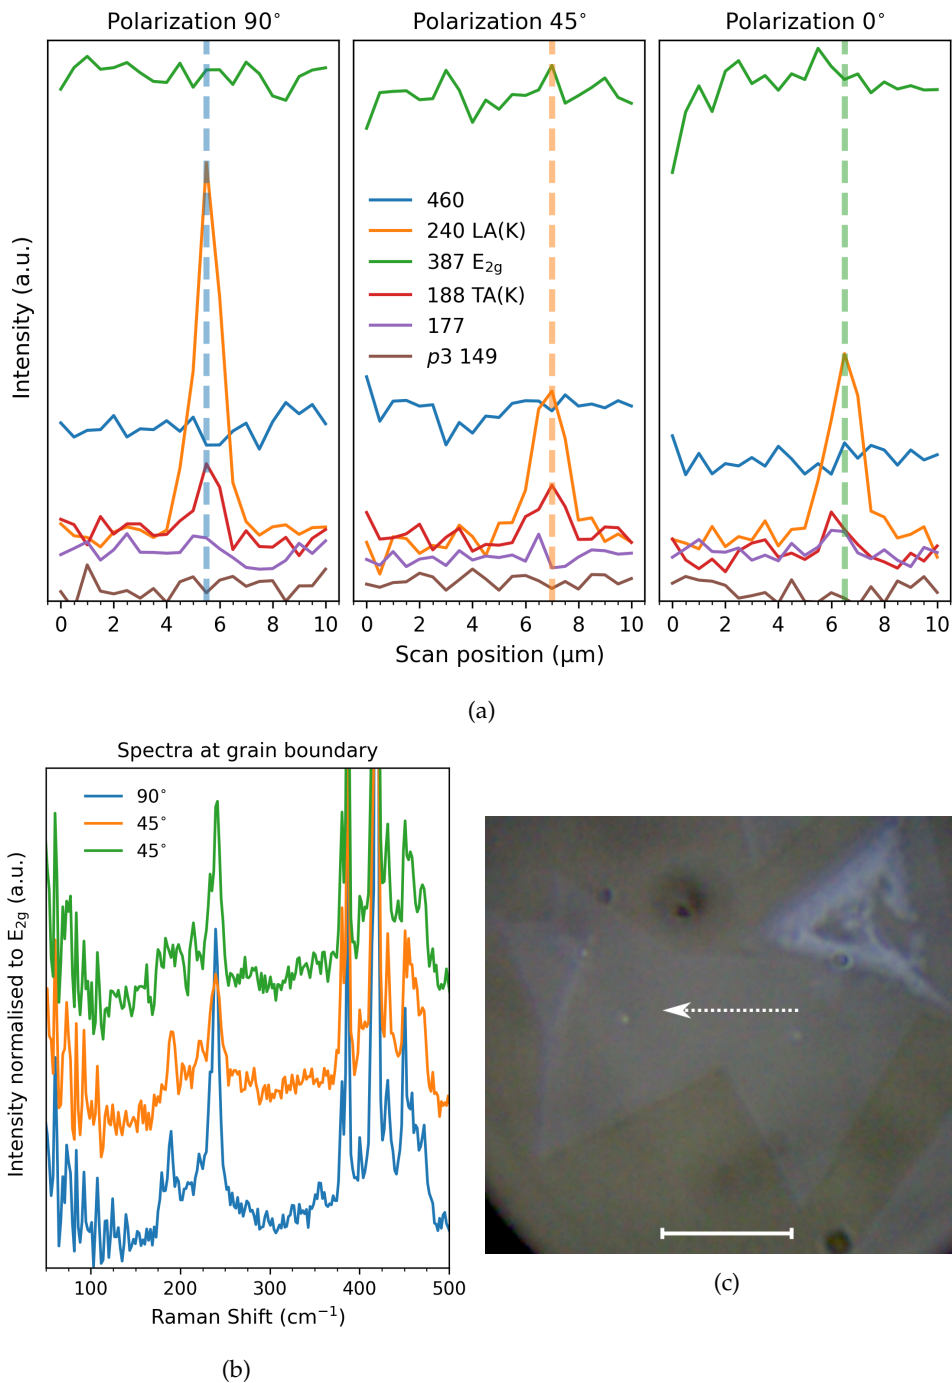 Polarization 90°
Polarization 45°
Polarization 0°
Intensity (a.u.)
460
240 LA(K)
387 E2g
188 TA(K)
177
p3 149
0 2 4 6 8 10
0 2 4 6 8 10
0 2 4 6 8 10
Scan position (μm)
(a)
Spectra at grain boundary
90°
45°
45°
Intensity normalised to E2g (a.u.)
100 200 300 400 500
Raman Shift (cm⁻¹)
(b)
(c)